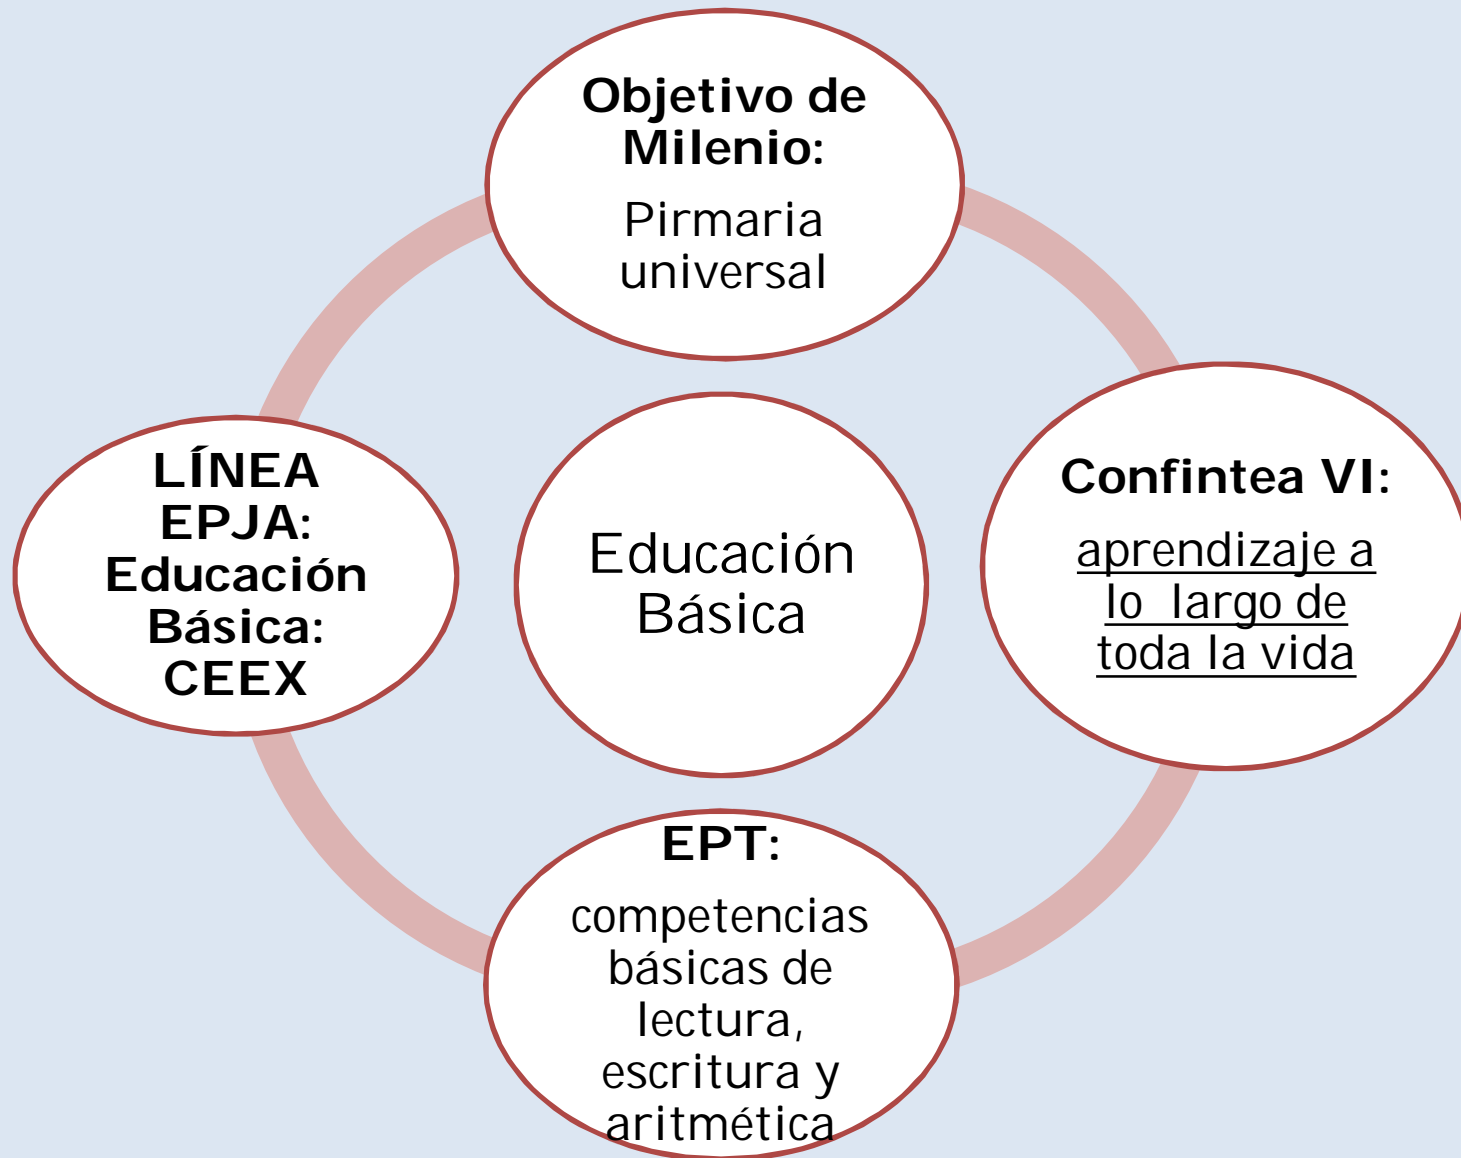 Objetivo de
Milenio:
Pirmaria
universal
LÍNEA
EPJA:
Educación
Básica:
CEEX
Educación
Básica
Confintea VI:
aprendizaje a
lo largo de
toda la vida
EPT:
competencias
básicas de
lectura,
escritura y
aritmética